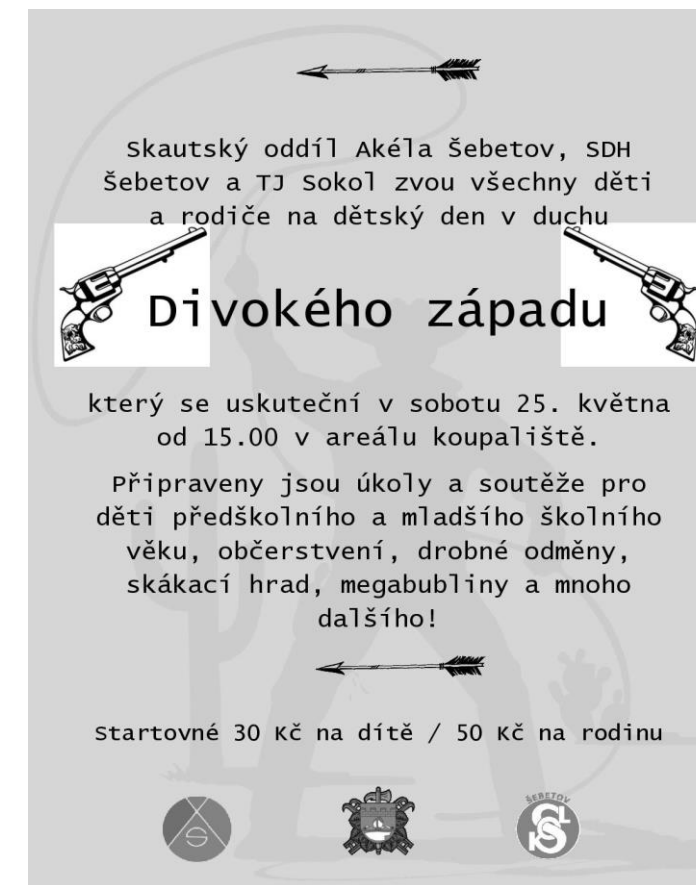 Skautský oddíl Akéla Šebetov, SDH
Šebetov a TJ Sokol zvou všechny děti
a rodiče na dětský den v duchu
Divokého západu
který se uskuteční v sobotu 25. května
od 15.00 v areálu koupaliště.
Připraveny jsou úkoly a soutěže pro
děti předškolního a mladšího školního
věku, občerstvení, drobné odměny,
skákací hrad, megabubliny a mnoho
dalšího!
Startovné 30 Kč na dítě / 50 Kč na rodinu
S
ŠEBETOV